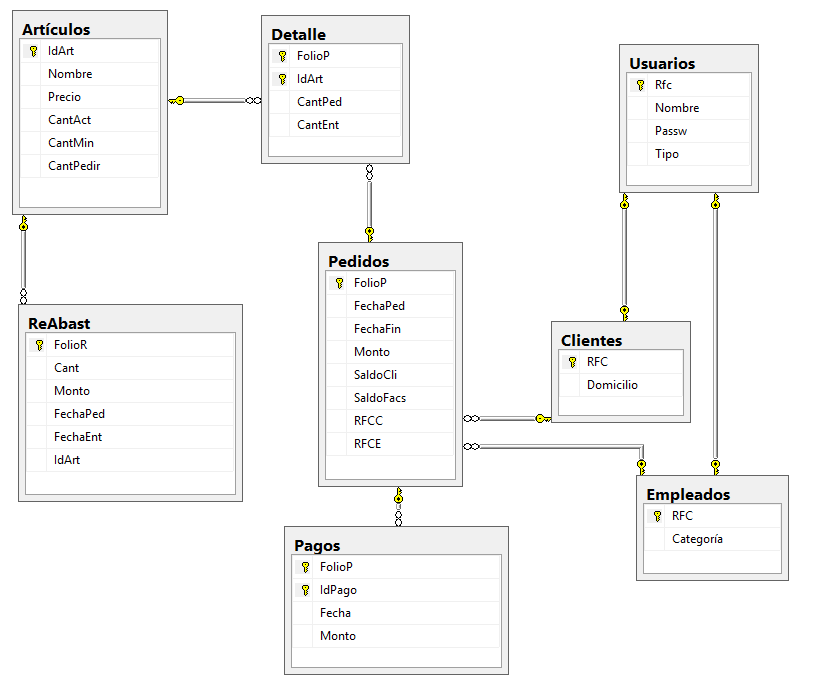 Artículos
IdArt
Nombre
Precio
CantAct
CantMin
CantPedir
Detalle
FolioP
IdArt
CantPed
CantEnt
Usuarios
Rfc
Nombre
Passw
Tipo
Pedidos
FolioP
FechaPed
FechaFin
Monto
SaldoCli
SaldoFacs
RFCC
RFCE
ReAbast
FolioR
Cant
Monto
FechaPed
FechaEnt
IdArt
Clientes
RFC
Domicilio
Empleados
RFC
Categoría
Pagos
FolioP
IdPago
Fecha
Monto